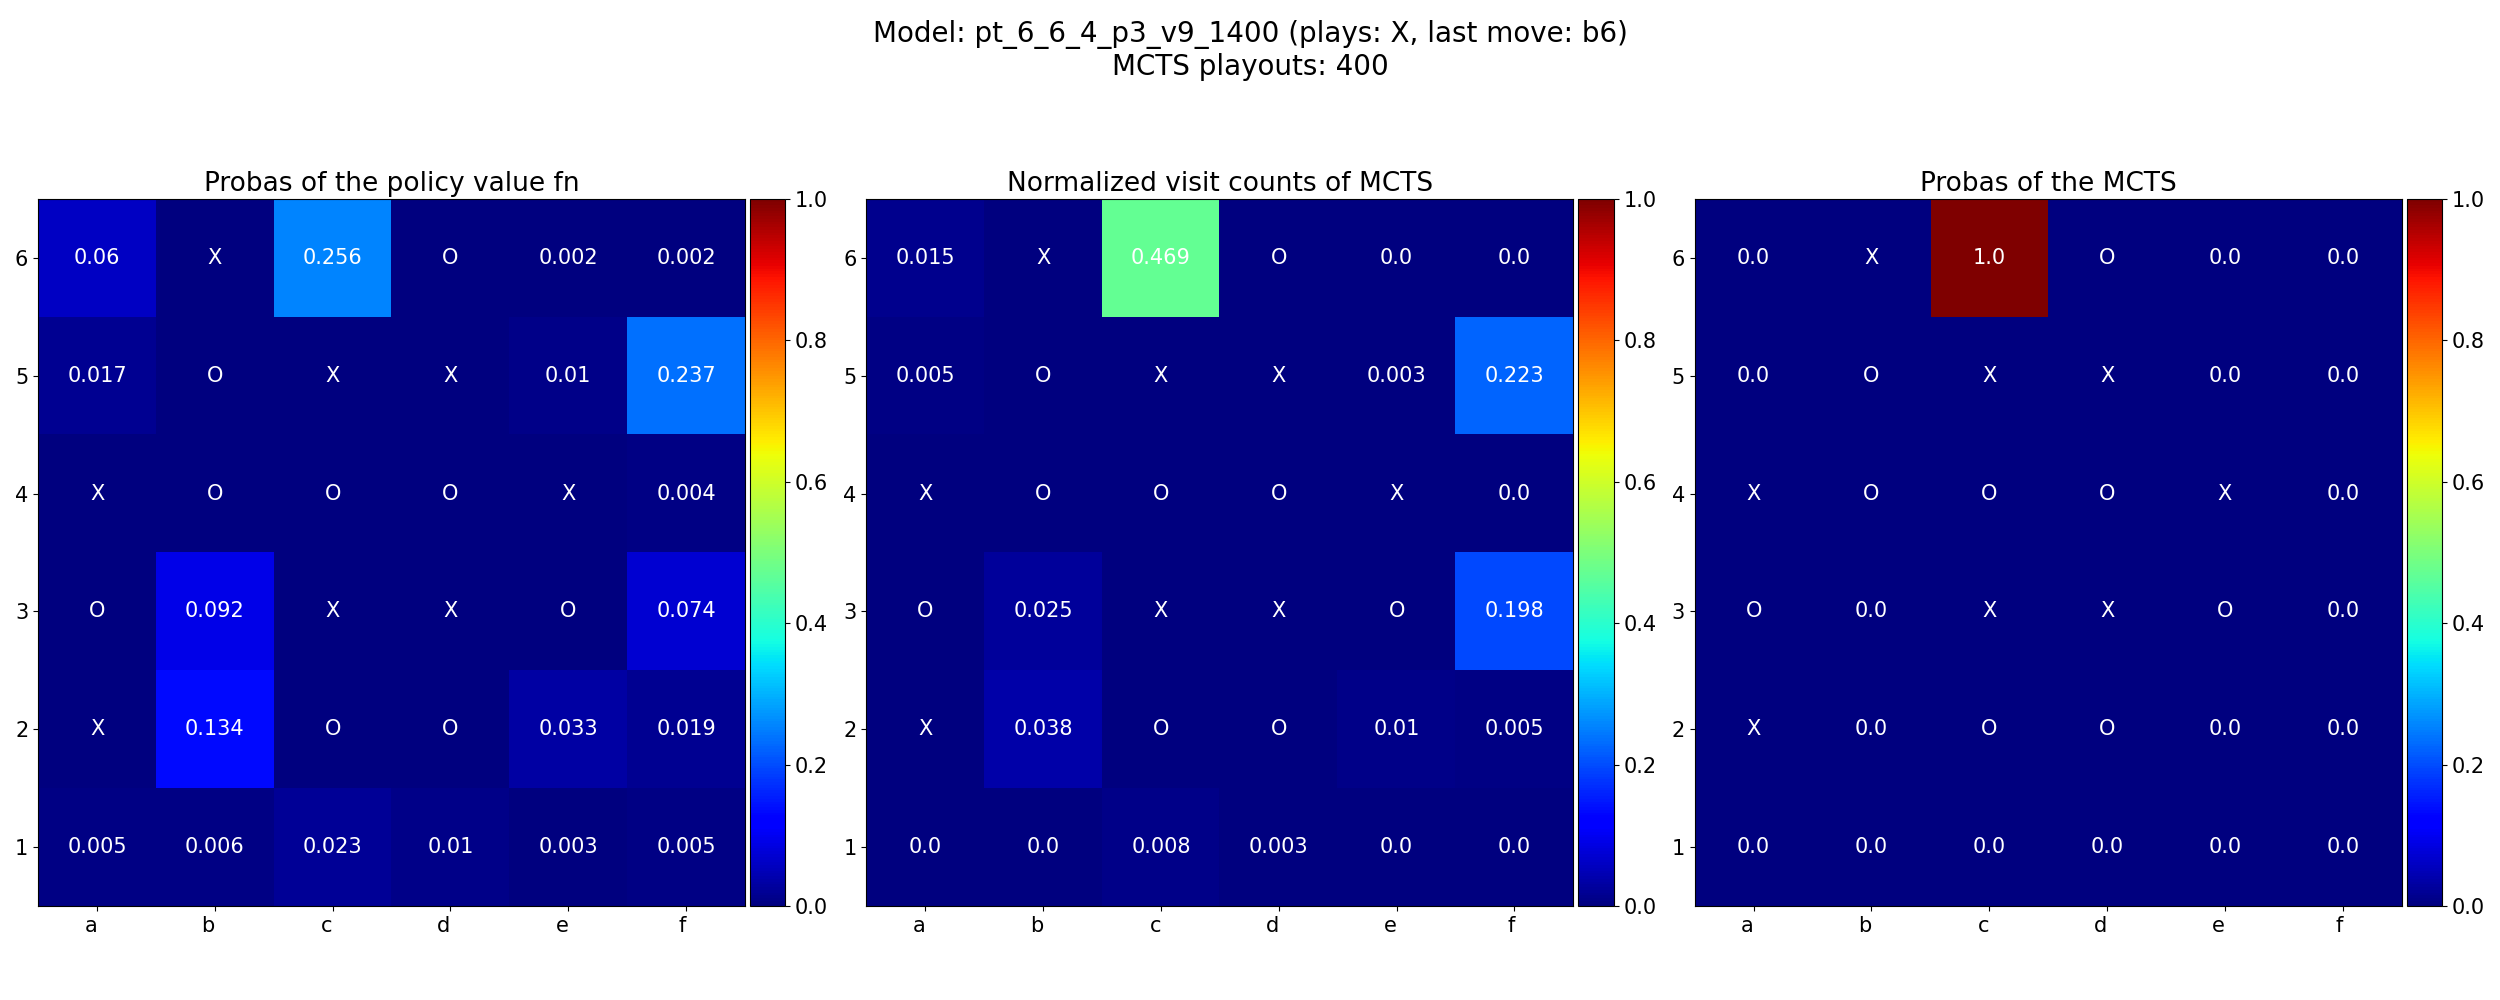 Model: pt_6_6_4_p3_v9_1400 (plays: X, last move: b6)
MCTS playouts: 400
Probas of the policy value fn
6 0.06 X 0.256 O 0.002 0.002
5 0.017 O X X 0.01 0.237
4 X O O O X 0.004
3 O 0.092 X X O 0.074
2 X 0.134 O O 0.033 0.019
1 0.005 0.006 0.023 0.01 0.003 0.005
a b c d e f
1.0
0.8
0.6
0.4
0.2
0.0
Normalized visit counts of MCTS
6 0.015 X 0.469 O 0.0 0.0
5 0.005 O X X 0.003 0.223
4 X O O O X 0.0
3 O 0.025 X X O 0.198
2 X 0.038 O O 0.01 0.005
1 0.0 0.0 0.008 0.003 0.0 0.0
a b c d e f
1.0
0.8
0.6
0.4
0.2
0.0
Probas of the MCTS
6 0.0 X 1.0 O 0.0 0.0
5 0.0 O X X 0.0 0.0
4 X O O O X 0.0
3 O 0.0 X X O 0.0
2 X 0.0 O O 0.0 0.0
1 0.0 0.0 0.0 0.0 0.0 0.0
a b c d e f
1.0
0.8
0.6
0.4
0.2
0.0